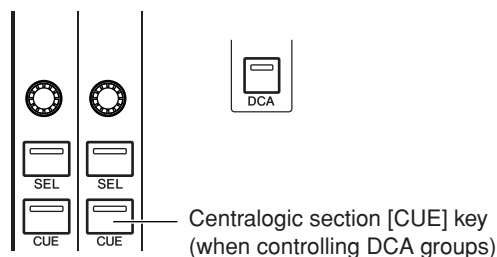 DCA
SEL
SEL
CUE
CUE
Centralogic section [CUE] key
(when controlling DCA groups)